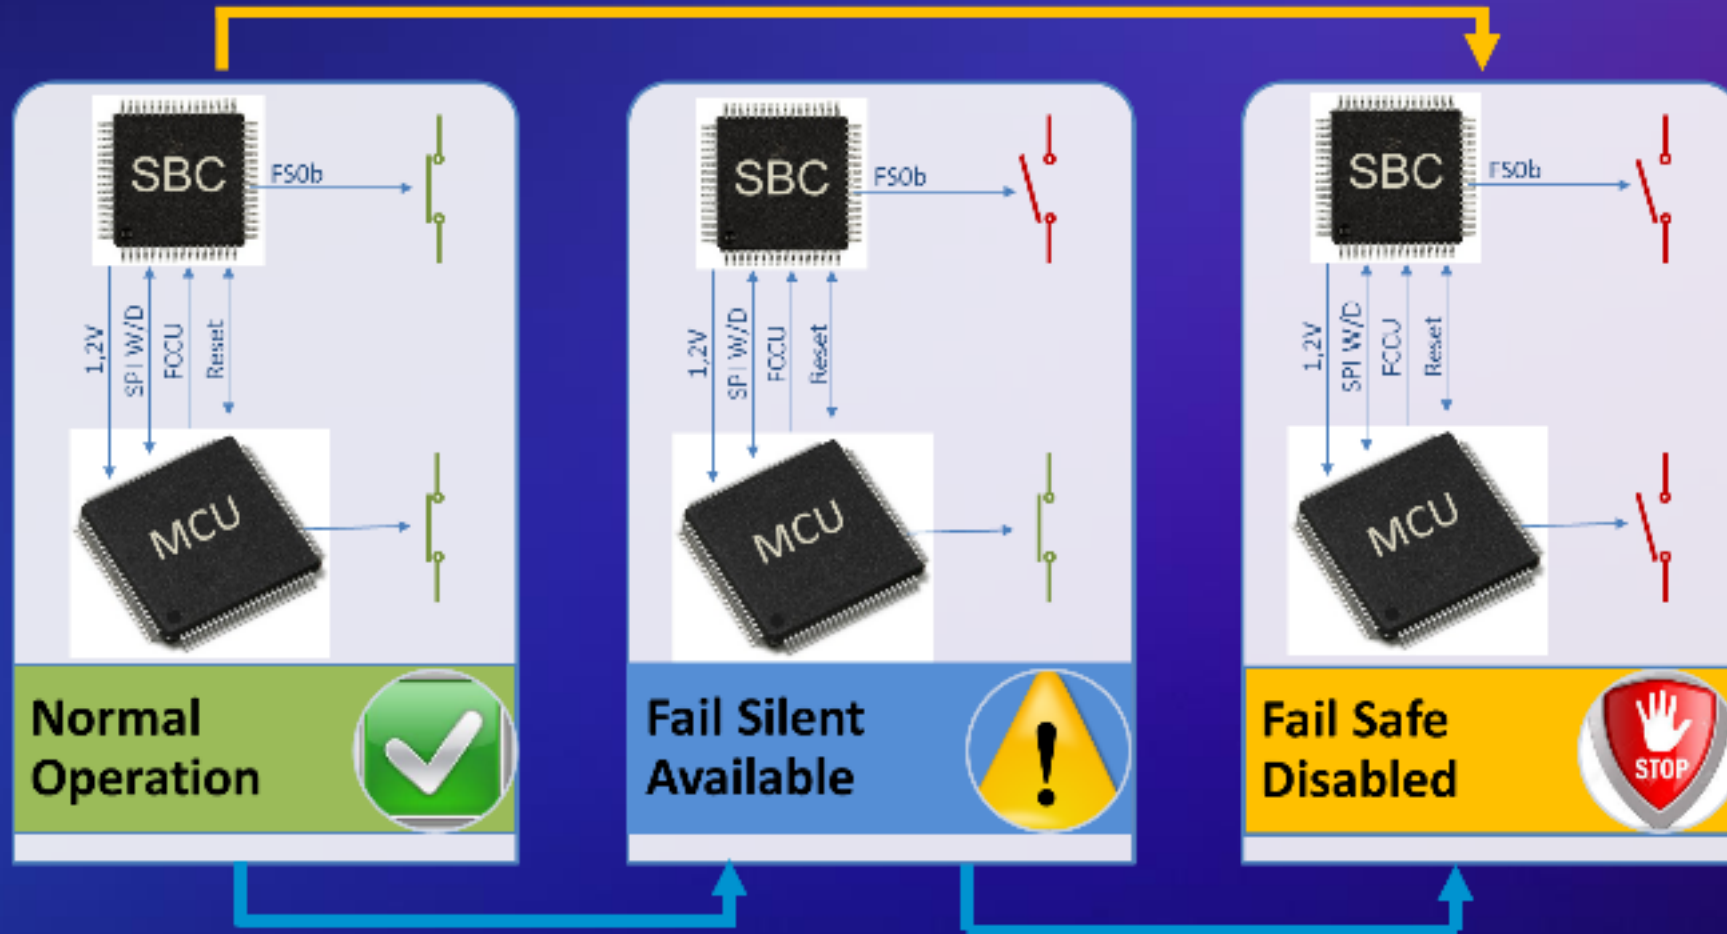 SBC
FS0b
1,2V
SPI W/D
FCCU
Reset
MCU
Normal
Operation
SBC
FS0b
1,2V
SPI W/D
FCCU
Reset
MCU
Fail Silent
Available
SBC
FS0b
1,2V
SPI W/D
FCCU
Reset
MCU
Fail Safe
Disabled
STOP